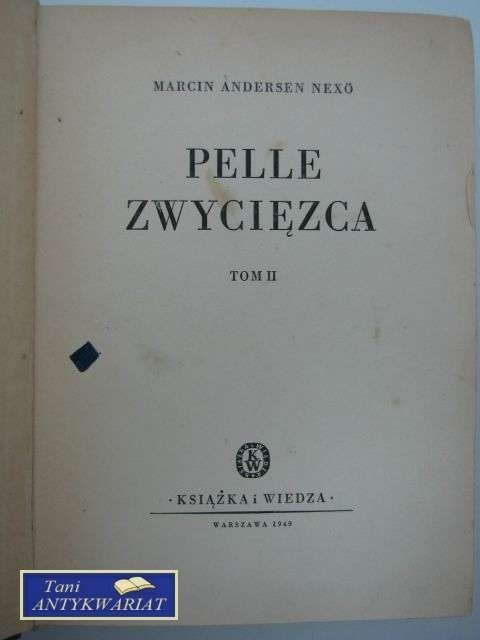 MARCIN ANDERSEN NEXÖ
PELLE
ZWYCIĘZCA
TOM II
KW
· KSIĄŻKA i WIEDZA ·
WARSZAWA 1949
Tani
ANTYKWARIAT